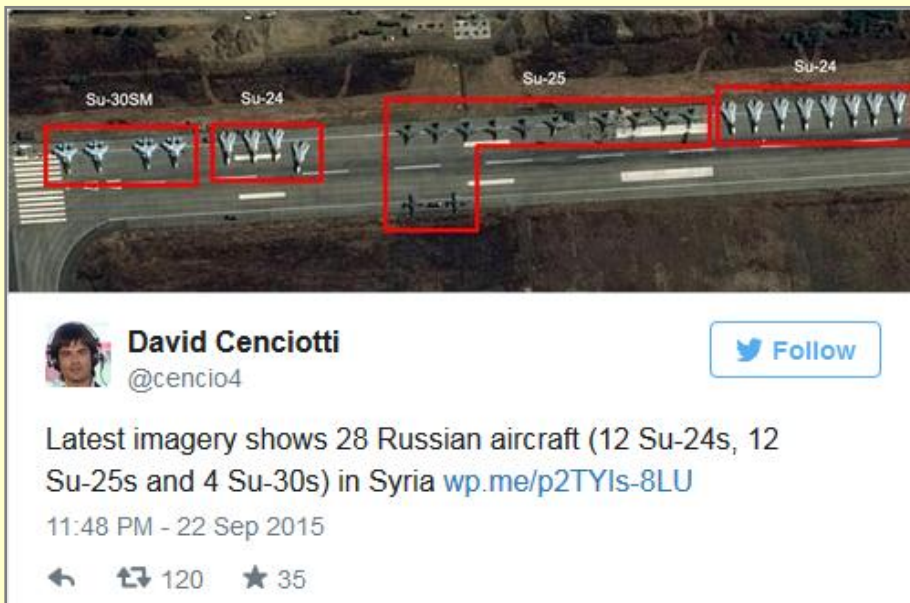 Su-30SM
Su-24
Su-25
Su-24
David Cenciotti
@cencio4
Follow
Latest imagery shows 28 Russian aircraft (12 Su-24s, 12
Su-25s and 4 Su-30s) in Syria wp.me/p2TYIs-8LU
11:48 PM - 22 Sep 2015
120
35